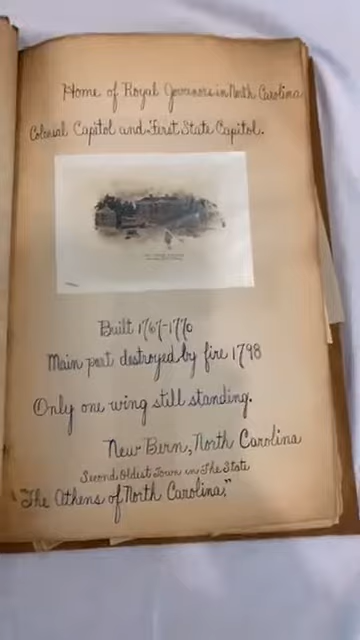 Home of Royal Governors in North Carolina
Colonial Capitol and First State Capitol.
Built 1767-1770
Main part destroyed by fire 1798
Only one wing still standing.
New Bern, North Carolina
Second Oldest Town in The State
"The Athens of North Carolina."